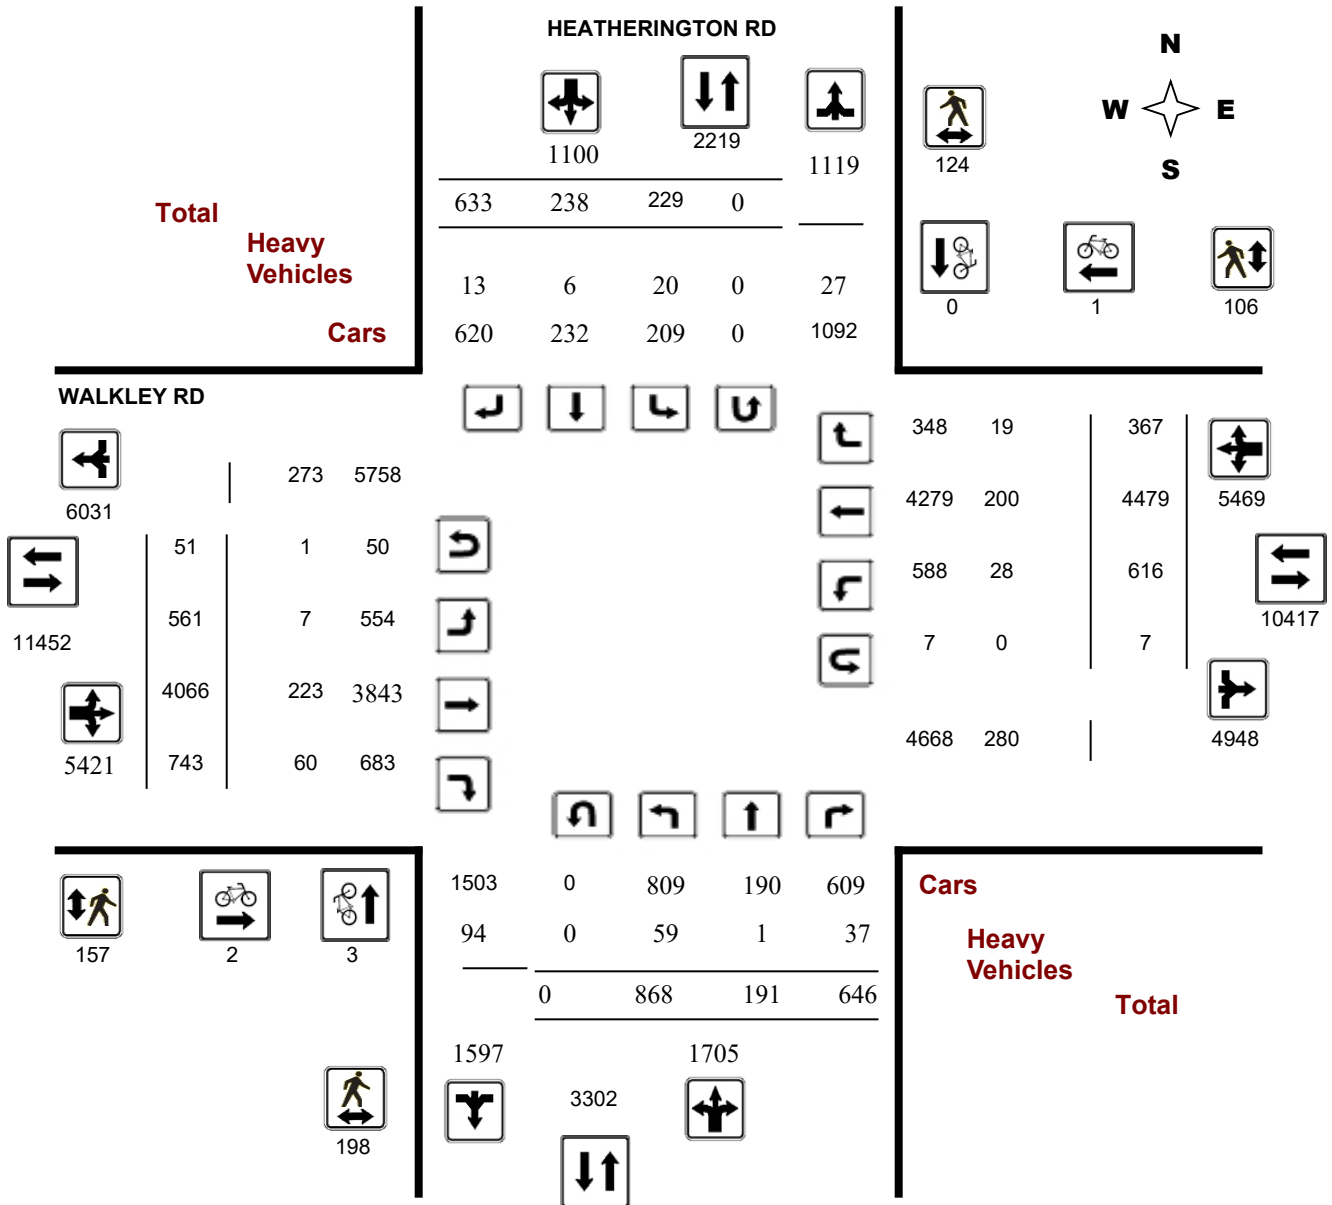 HEATHERINGTON RD
N
W E
S
1100
2219
1119
124
633 238 229 0
Total
Heavy
Vehicles
Cars
13 6 20 0 27
620 232 209 0 1092
0 1 106
WALKLEY RD
348 19 367
273 5758
6031
4279 200 4479 5469
51 1 50
588 28 616
10417
561 7 554
11452
7 0 7
4066 223 3843
4668 280 4948
5421 743 60 683
1503 0 809 190 609
Cars
94 0 59 1 37
Heavy
Vehicles
157 2 3
0 868 191 646
Total
1597 1705
3302
198